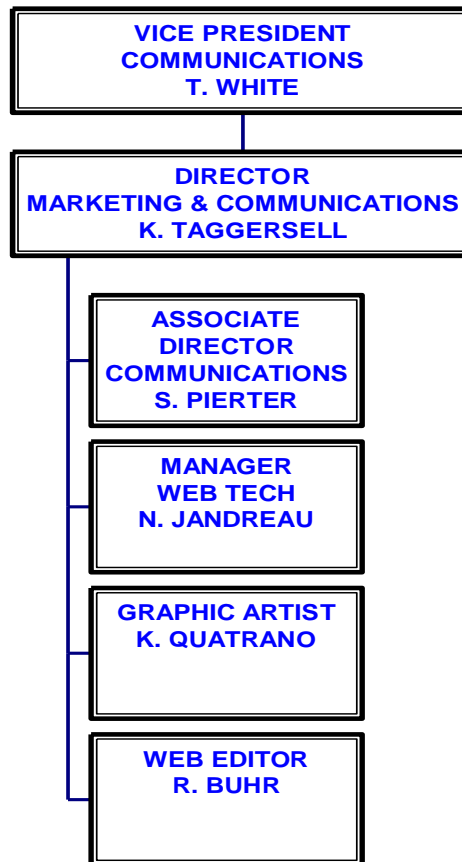 VICE PRESIDENT
COMMUNICATIONS
T. WHITE
DIRECTOR
MARKETING & COMMUNICATIONS
K. TAGGERSELL
ASSOCIATE
DIRECTOR
COMMUNICATIONS
S. PIERTER
MANAGER
WEB TECH
N. JANDREAU
GRAPHIC ARTIST
K. QUATRANO
WEB EDITOR
R. BUHR